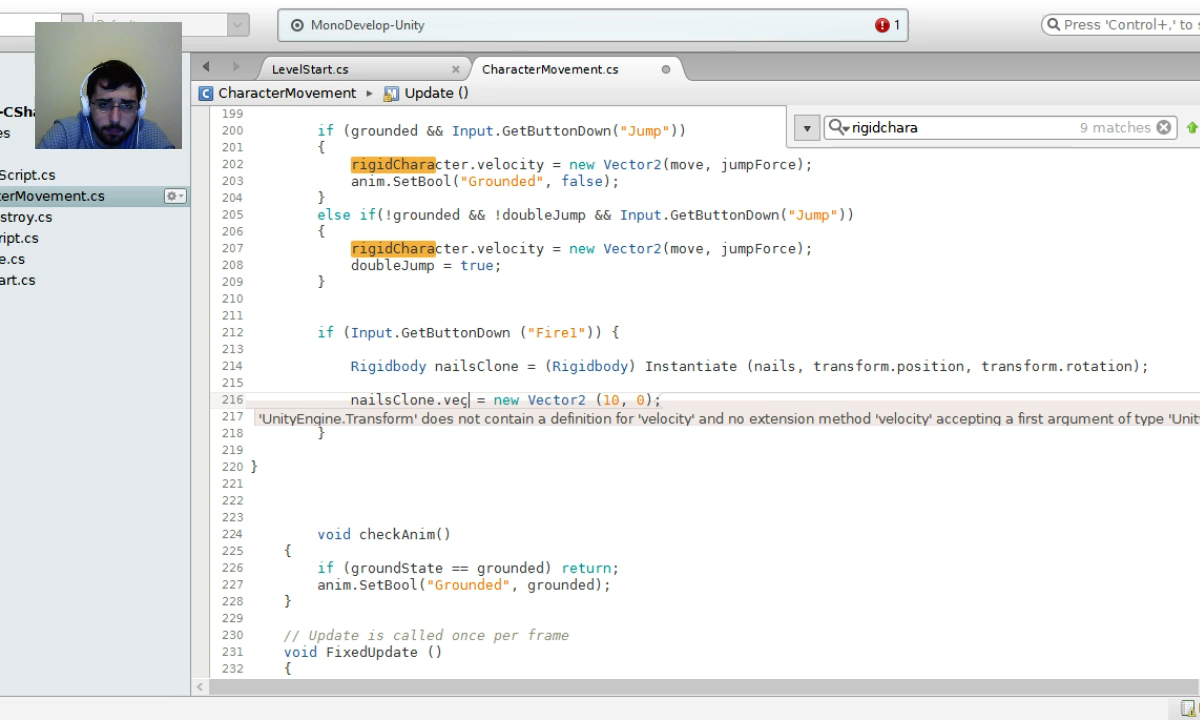 MonoDevelop-Unity
1
Press 'Control+,' to
LevelStart.cs
CharacterMovement.cs
CharacterMovement
Update ()
rigidchara
9 matches
Script.cs
erMovement.cs
stroy.cs
ript.cs
e.cs
art.cs
199
200 if (grounded && Input.GetButtonDown("Jump"))
201 {
202 rigidCharacter.velocity = new Vector2(move, jumpForce);
203 anim.SetBool("Grounded", false);
204 }
205 else if(!grounded && !doubleJump && Input.GetButtonDown("Jump"))
206 {
207 rigidCharacter.velocity = new Vector2(move, jumpForce);
208 doubleJump = true;
209 }
210
211
212 if (Input.GetButtonDown ("Fire1")) {
213
214 Rigidbody nailsClone = (Rigidbody) Instantiate (nails, transform.position, transform.rotation);
215
216 nailsClone.vec = new Vector2 (10, 0);
217 'UnityEngine.Transform' does not contain a definition for 'velocity' and no extension method 'velocity' accepting a first argument of type 'Unit
218 }
219
220 }
221
222
223
224 void checkAnim()
225 {
226 if (groundState == grounded) return;
227 anim.SetBool("Grounded", grounded);
228 }
229
230 // Update is called once per frame
231 void FixedUpdate ()
232 {